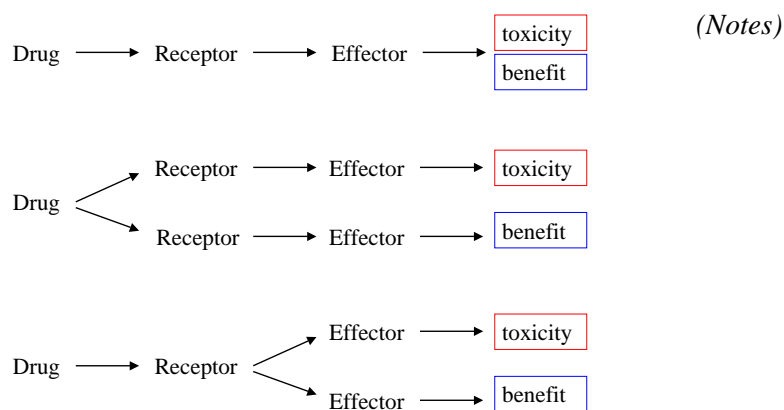 toxicity (Notes)
Drug Receptor Effector
benefit
Receptor Effector toxicity
Drug
Receptor Effector benefit
Effector toxicity
Drug Receptor
Effector benefit